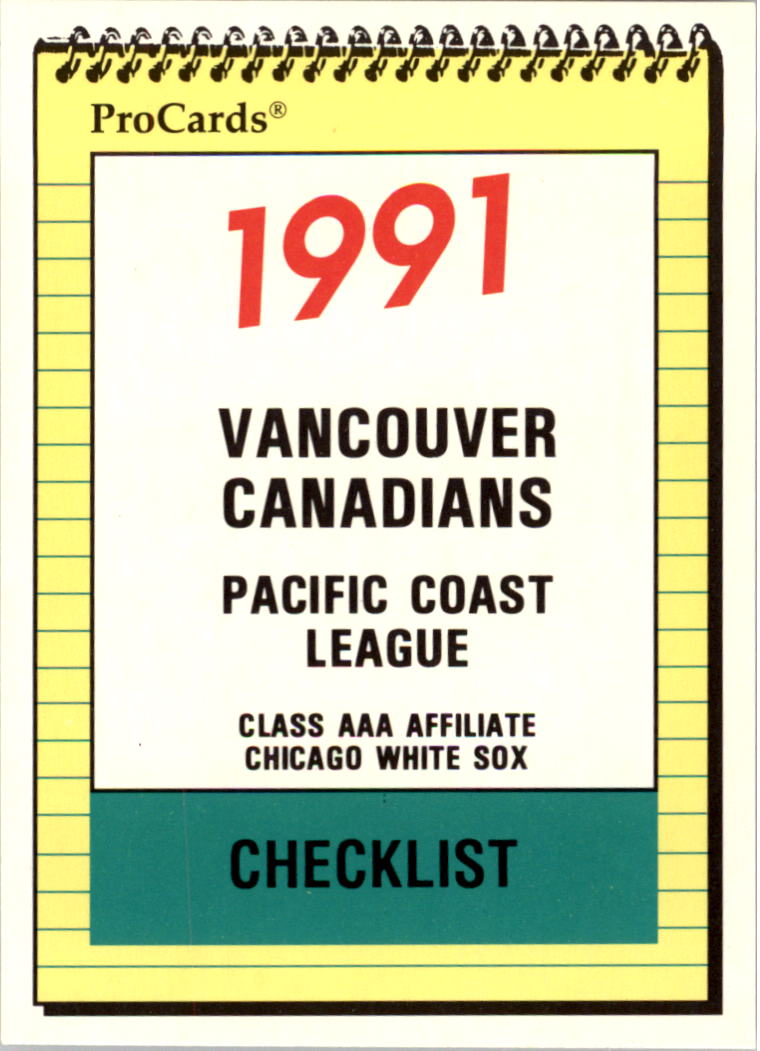 ProCards®
1991
VANCOUVER
CANADIANS
PACIFIC COAST
LEAGUE
CLASS AAA AFFILIATE
CHICAGO WHITE SOX
CHECKLIST